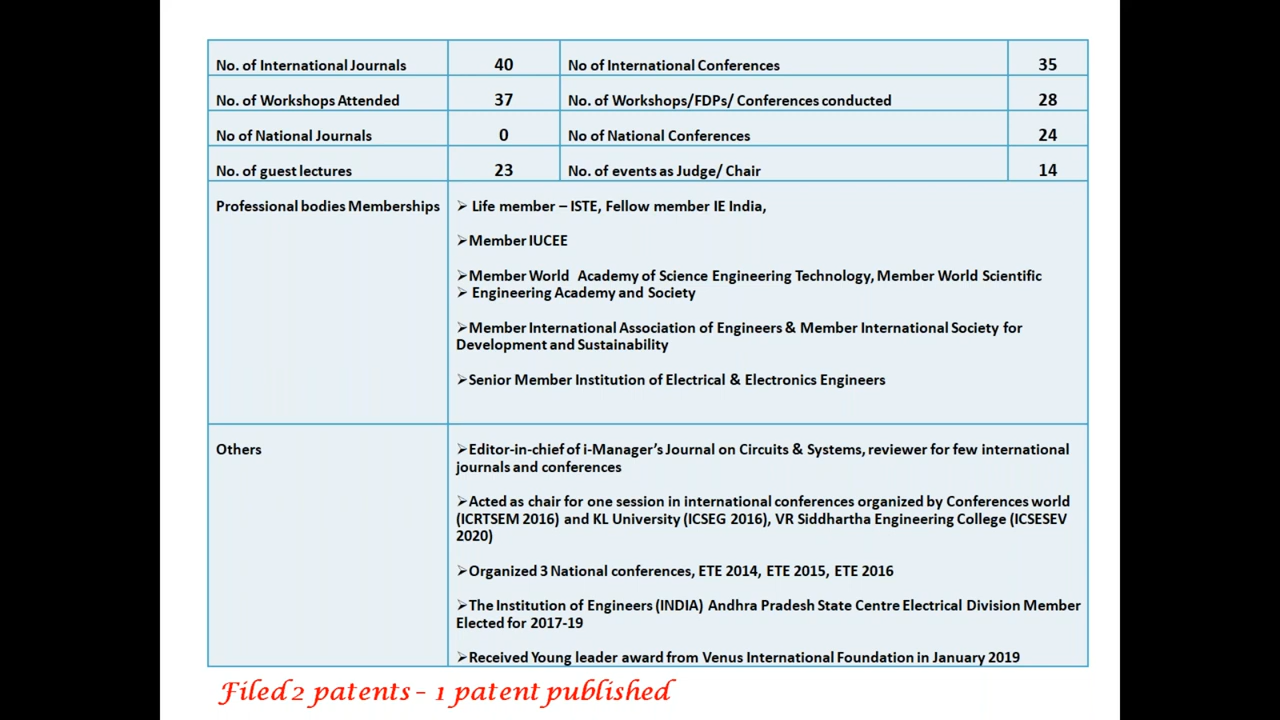 No. of International Journals 40 No of International Conferences 35
No. of Workshops Attended 37 No. of Workshops/FDPs/ Conferences conducted 28
No of National Journals 0 No of National Conferences 24
No. of guest lectures 23 No. of events as Judge/ Chair 14
Professional bodies Memberships ➢ Life member – ISTE, Fellow member IE India,
➢Member IUCEE
➢Member World Academy of Science Engineering Technology, Member World Scientific
➢ Engineering Academy and Society
➢Member International Association of Engineers & Member International Society for
Development and Sustainability
➢Senior Member Institution of Electrical & Electronics Engineers
Others ➢Editor-in-chief of i-Manager's Journal on Circuits & Systems, reviewer for few international
journals and conferences
➢Acted as chair for one session in international conferences organized by Conferences world
(ICRTSEM 2016) and KL University (ICSEG 2016), VR Siddhartha Engineering College (ICSESEV
2020)
➢Organized 3 National conferences, ETE 2014, ETE 2015, ETE 2016
➢The Institution of Engineers (INDIA) Andhra Pradesh State Centre Electrical Division Member
Elected for 2017-19
➢Received Young leader award from Venus International Foundation in January 2019
Filed 2 patents – 1 patent published